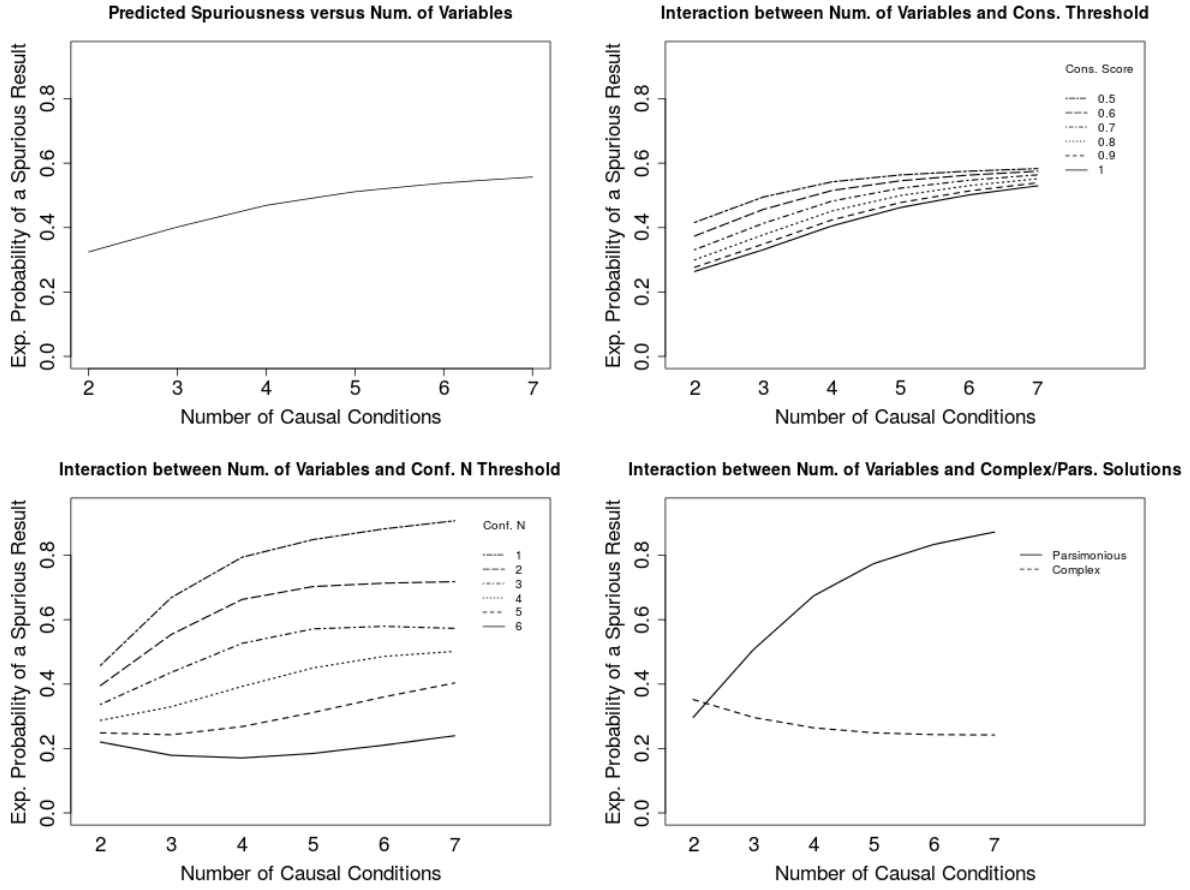 Predicted Spuriousness versus Num. of Variables
Exp. Probability of a Spurious Result
0.0
0.2
0.4
0.6
0.8
2 3 4 5 6 7
Number of Causal Conditions
Interaction between Num. of Variables and Cons. Threshold
Exp. Probability of a Spurious Result
0.0
0.2
0.4
0.6
0.8
Cons. Score
0.5
0.6
0.7
0.8
0.9
1
2 3 4 5 6 7
Number of Causal Conditions
Interaction between Num. of Variables and Conf. N Threshold
Exp. Probability of a Spurious Result
0.0
0.2
0.4
0.6
0.8
Conf. N
1
2
3
4
5
6
2 3 4 5 6 7
Number of Causal Conditions
Interaction between Num. of Variables and Complex/Pars. Solutions
Exp. Probability of a Spurious Result
0.0
0.2
0.4
0.6
0.8
Parsimonious
Complex
2 3 4 5 6 7
Number of Causal Conditions